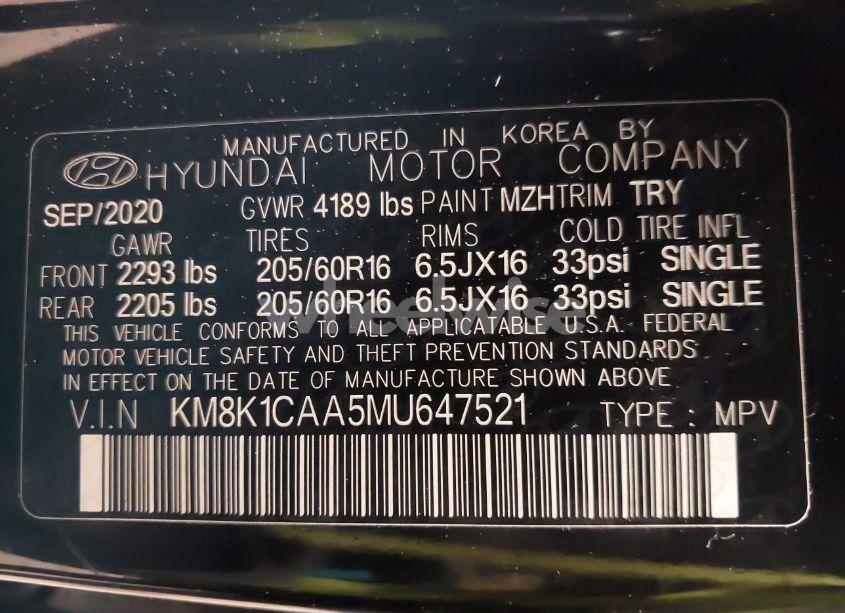 MANUFACTURED IN KOREA BY
HYUNDAI MOTOR COMPANY
SEP/2020 GVWR 4189 lbs PAINT MZH TRIM TRY
GAWR TIRES RIMS COLD TIRE INFL
FRONT 2293 lbs 205/60R16 6.5JX16 33psi SINGLE
REAR 2205 lbs 205/60R16 6.5JX16 33psi SINGLE
wheelwise
THIS VEHICLE CONFORMS TO ALL APPLICATABLE U.S.A. FEDERAL
MOTOR VEHICLE SAFETY AND THEFT PREVENTION STANDARDS
IN EFFECT ON THE DATE OF MANUFACTURE SHOWN ABOVE
V.I.N KM8K1CAA5MU647521 TYPE : MPV